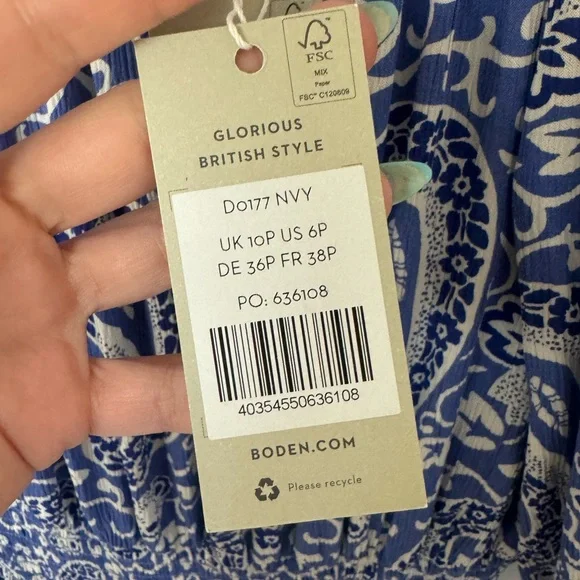 FSC
MIX
Paper
FSC® C120609
GLORIOUS
BRITISH STYLE
D0177 NVY
UK 10P US 6P
DE 36P FR 38P
PO: 636108
40354550636108
BODEN.COM
Please recycle